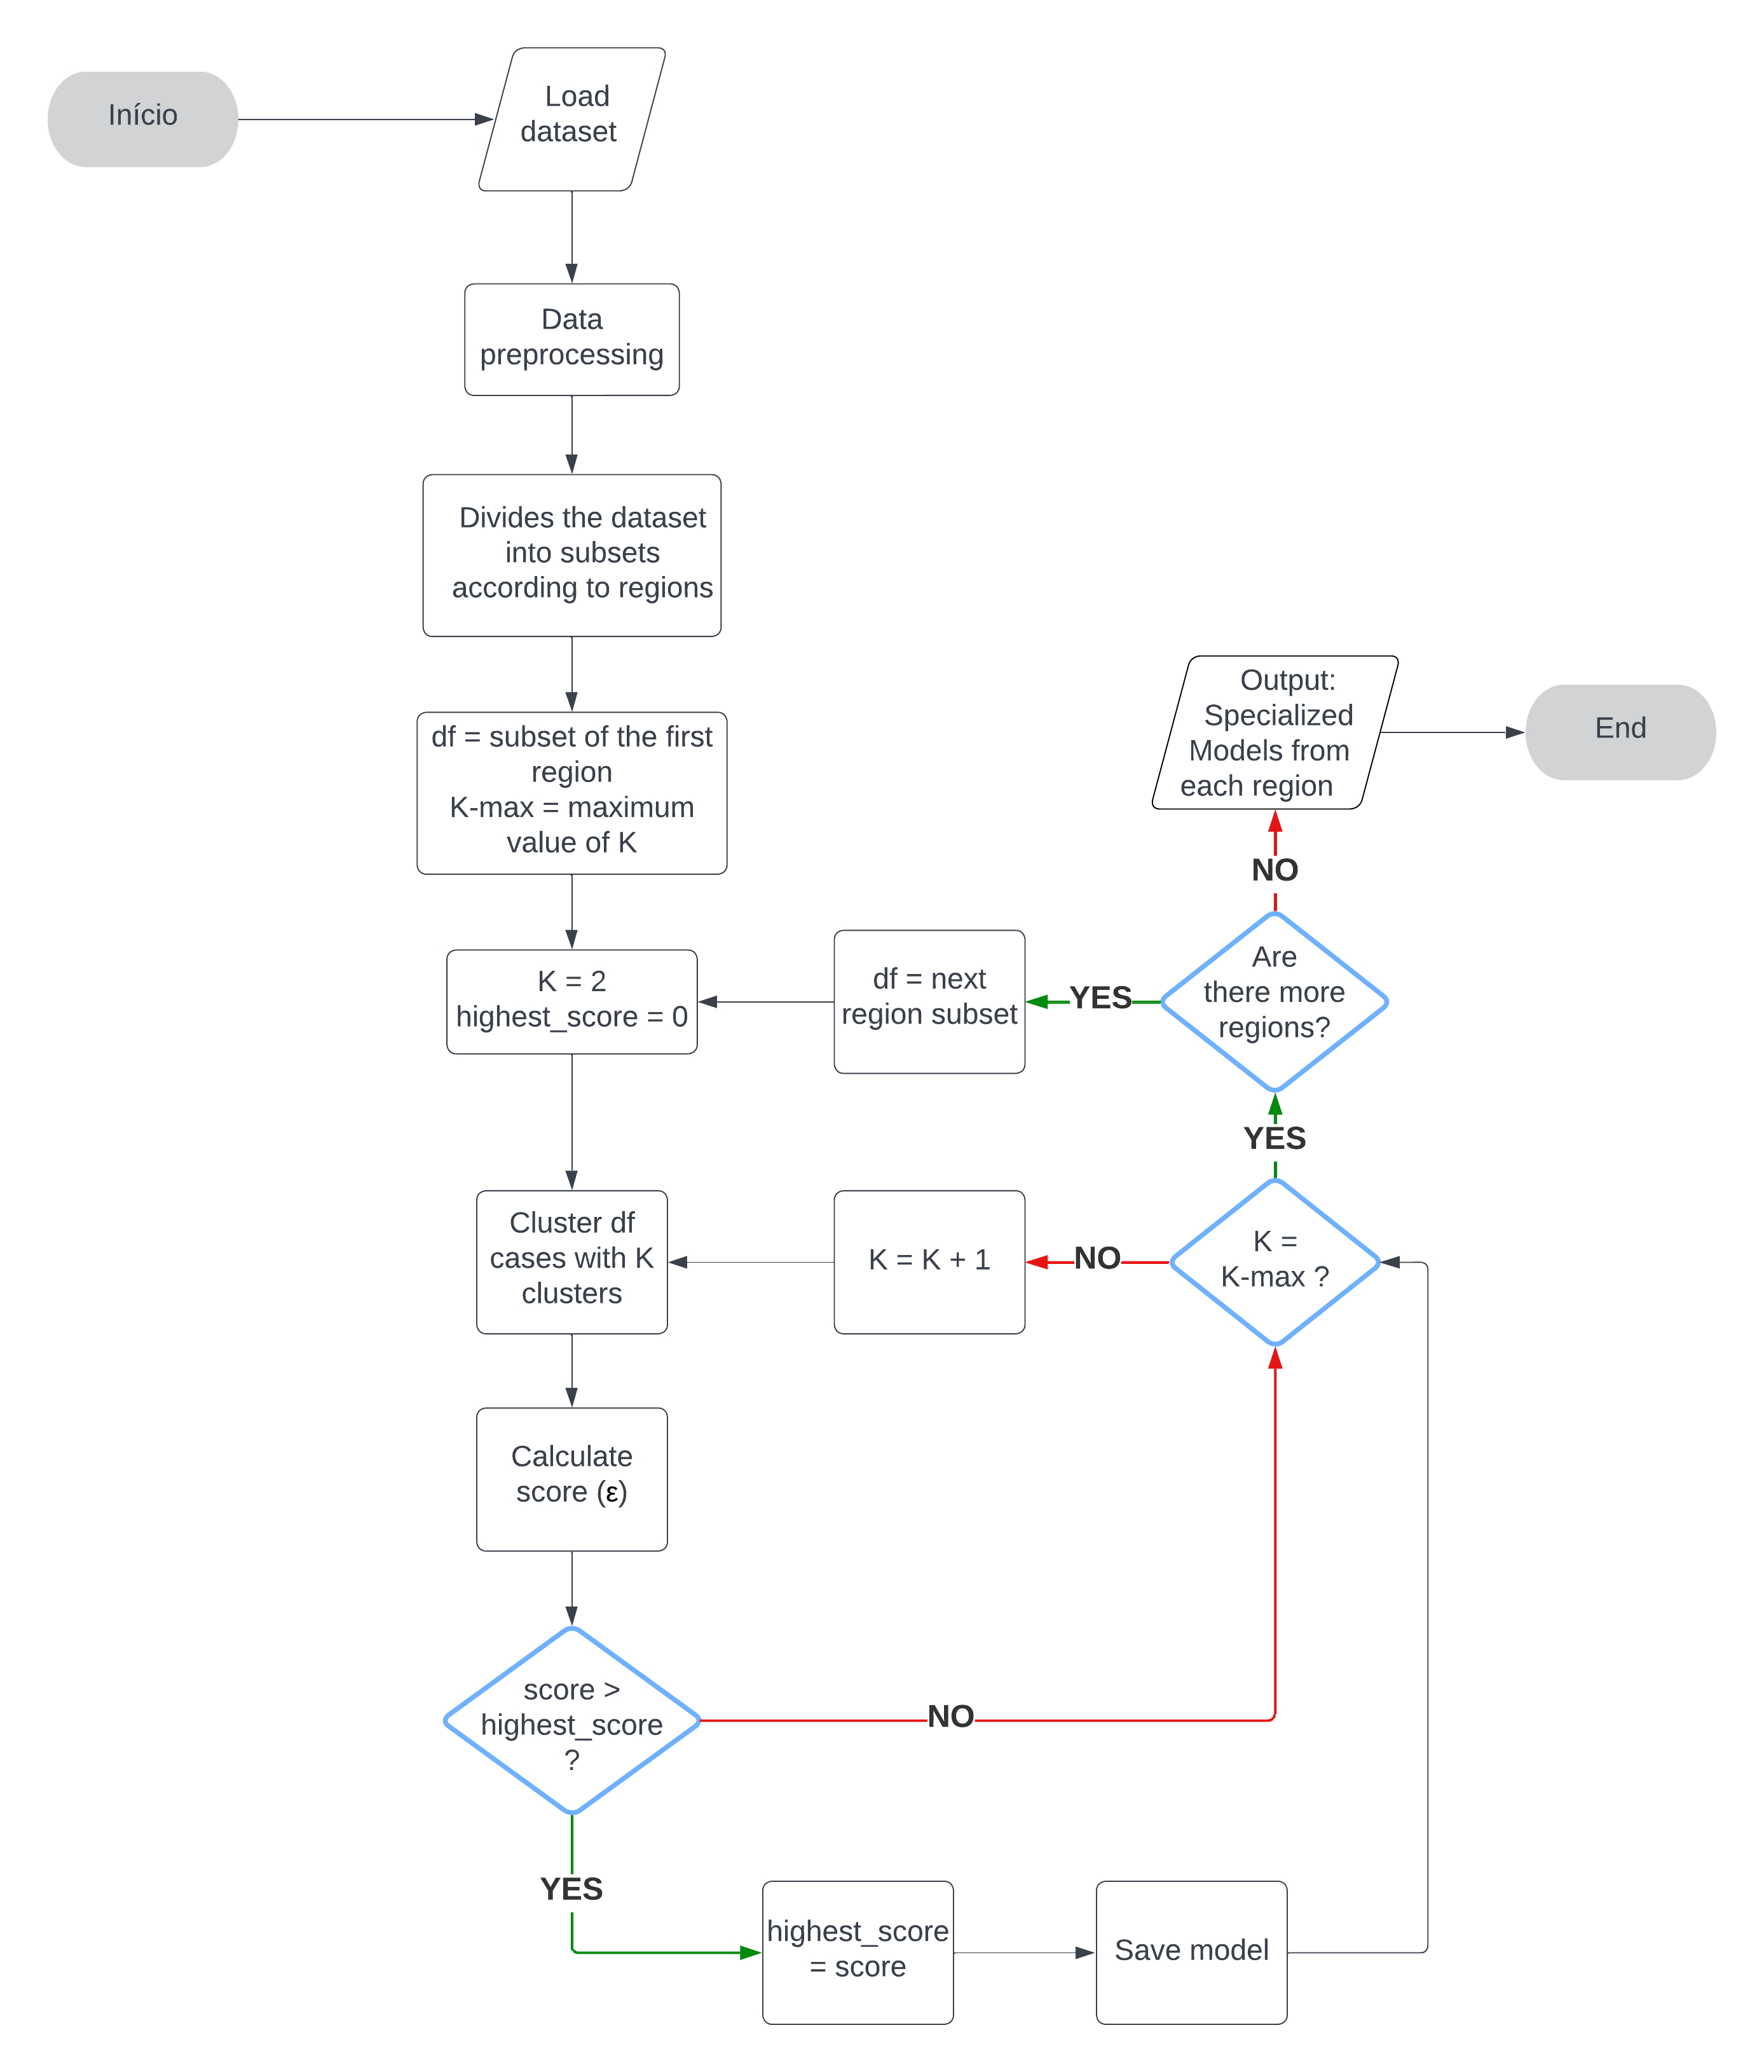 Início
Load
dataset
Data
preprocessing
Divides the dataset
into subsets
according to regions
df = subset of the first
region
K-max = maximum
value of K
K = 2
highest_score = 0
Cluster df
cases with K
clusters
Calculate
score (ε)
score >
highest_score
?
YES
NO
highest_score
= score
Save model
K =
K-max ?
NO
K = K + 1
YES
Are
there more
regions?
YES
df = next
region subset
NO
Output:
Specialized
Models from
each region
End